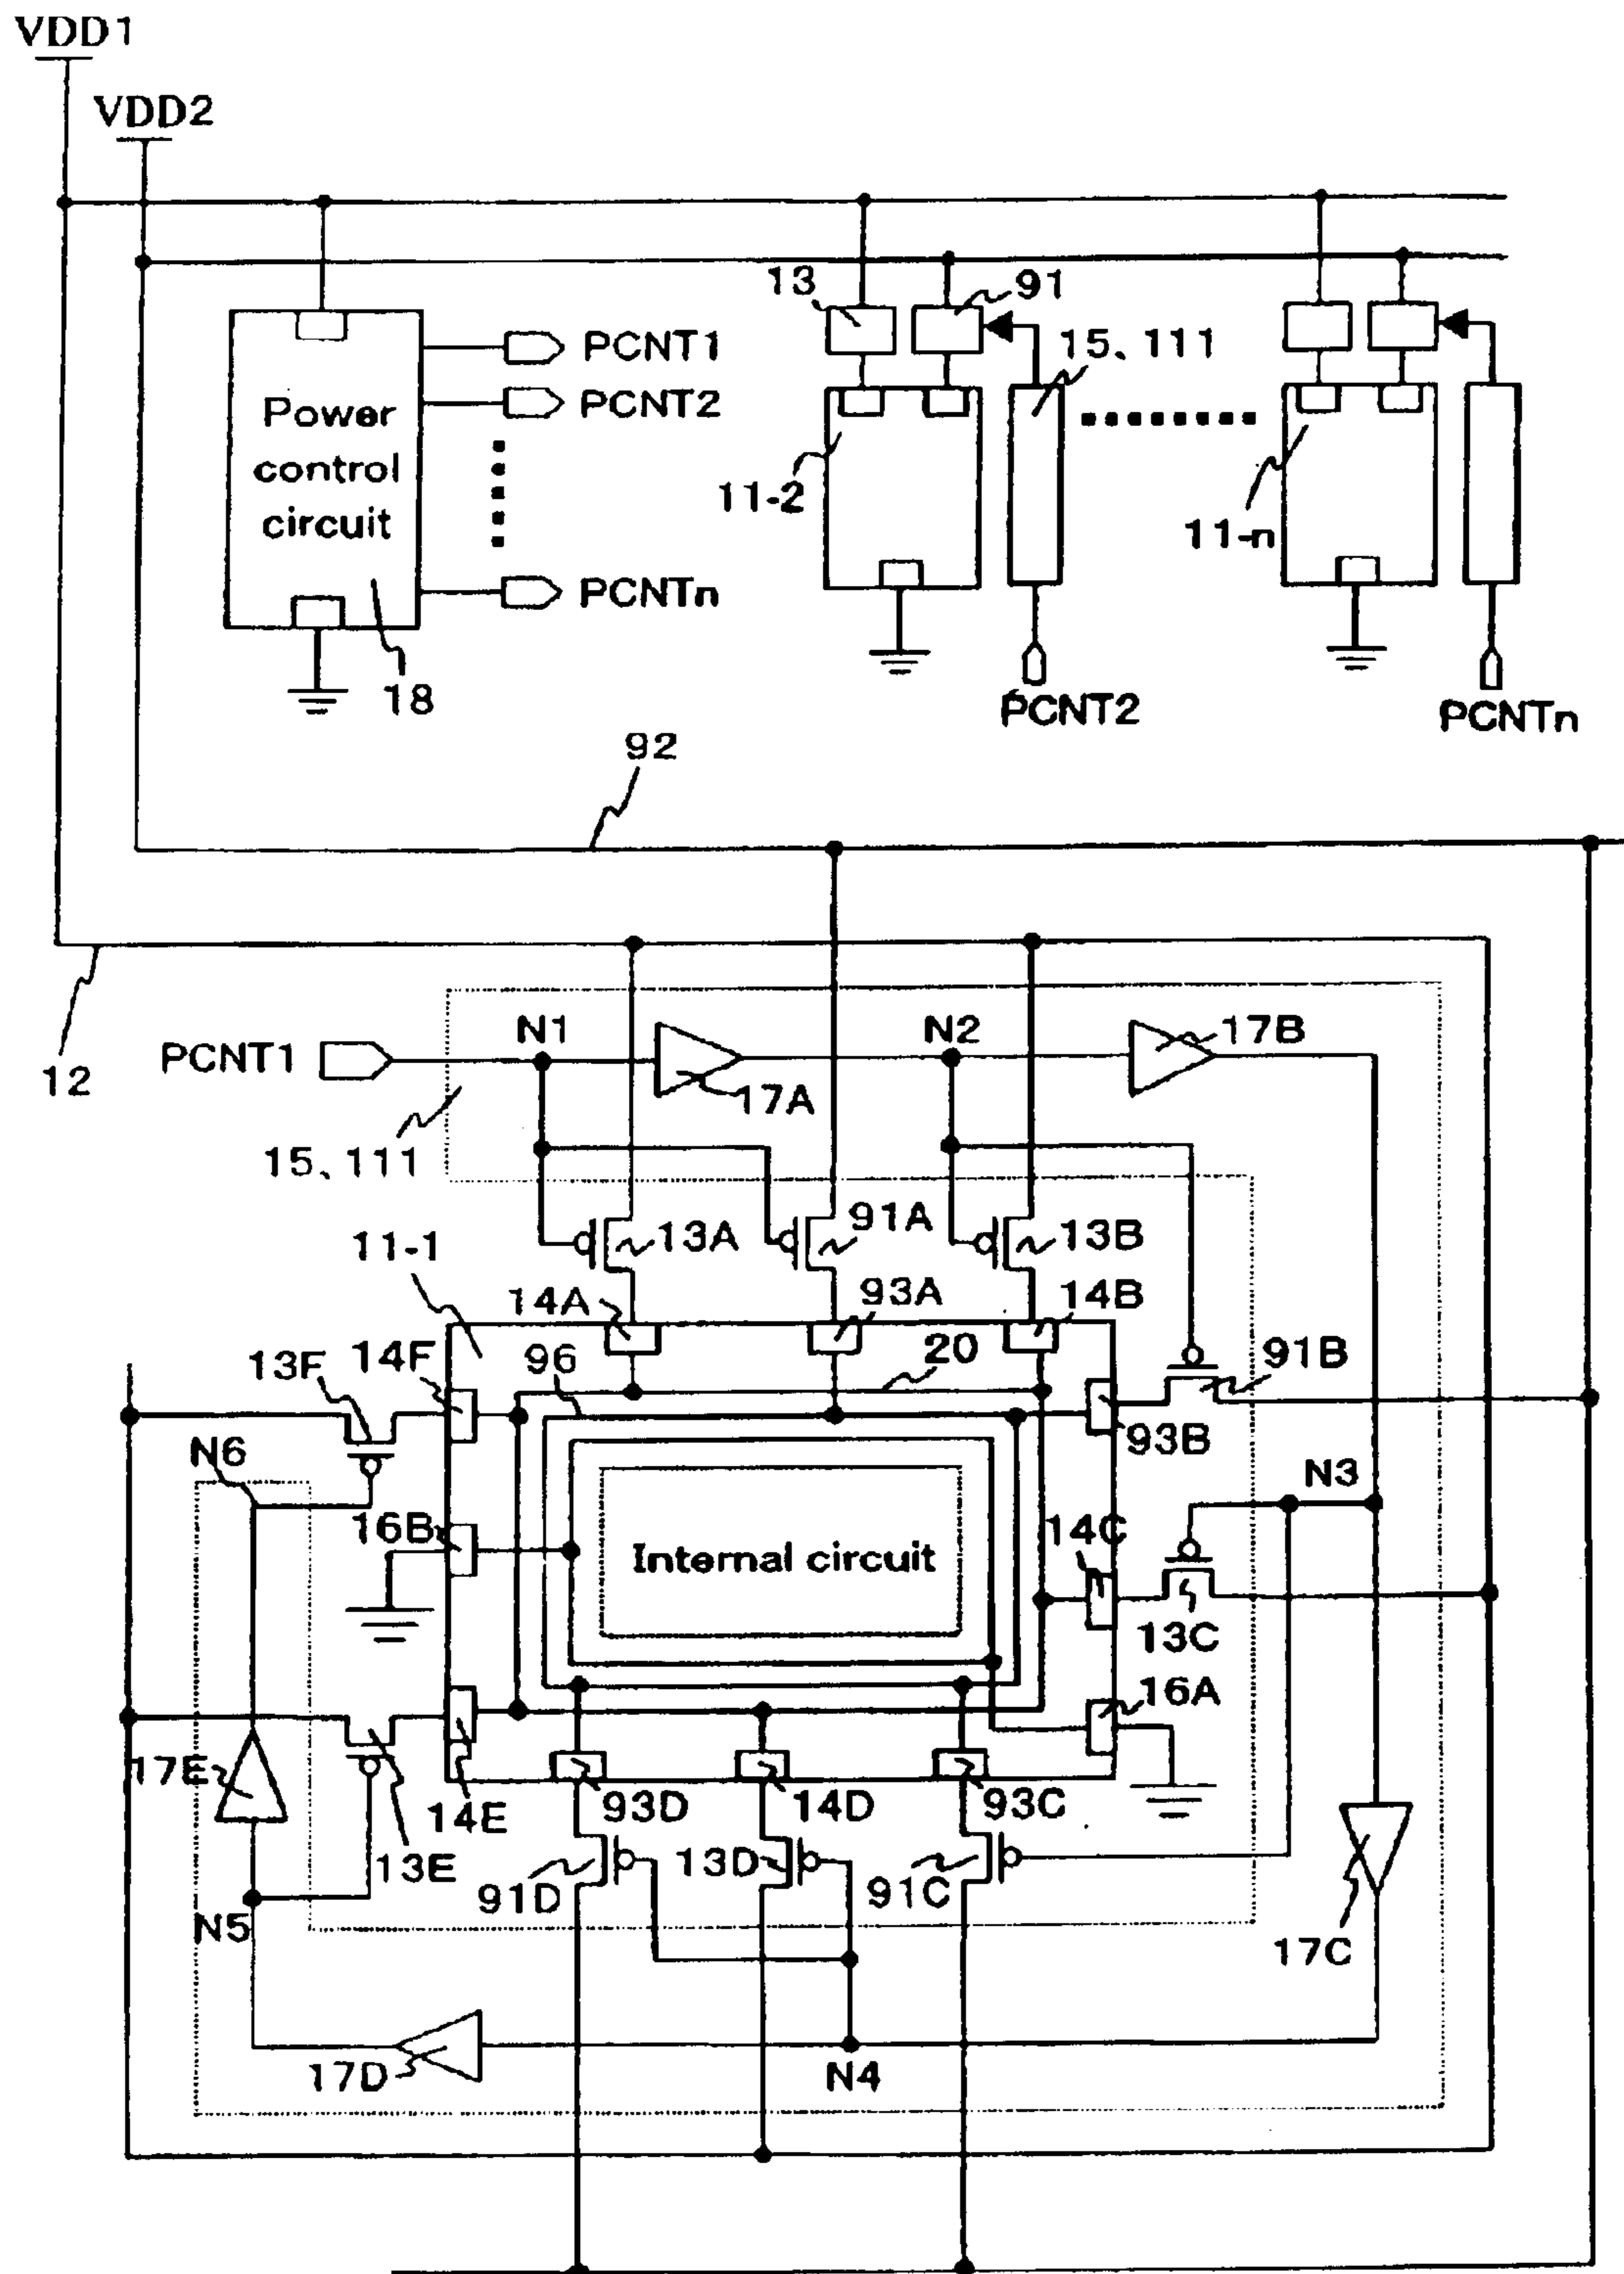 VDD1
VDD2
13
91
PCNT1
15、111
PCNT2
Power
control
circuit
11-2
11-n
PCNTn
18
PCNT2
PCNTn
92
N1
N2
17B
PCNT1
12
17A
15、111
91A
13A
13B
11-1
14A
93A
14B
13F
14F
96
20
91B
N6
93B
N3
16B
14C
Internal circuit
13C
16A
17E
14E
93D
14D
93C
13E
13D
91D
91C
N5
17C
17D
N4